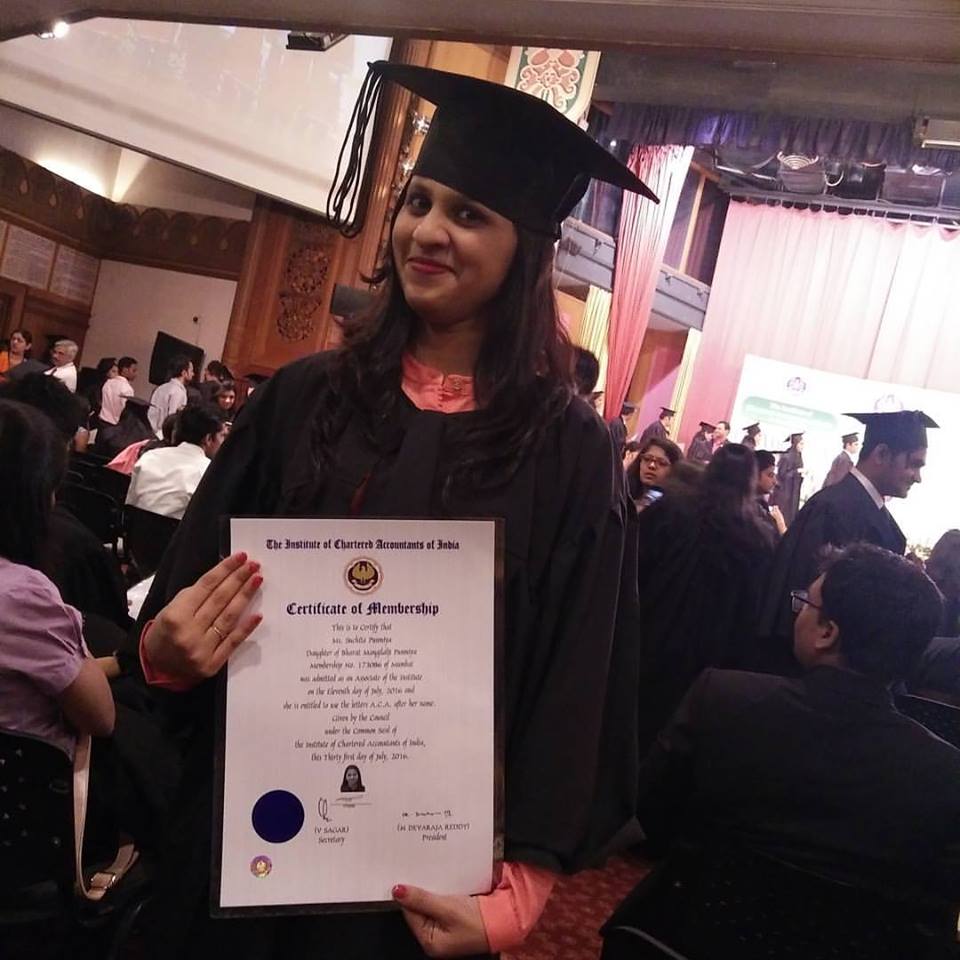 The Institute of Chartered Accountants of India
Certificate of Membership
This is to Certify that
Ms. Suchita Punmiya
Daughter of Bharat Mangilalji Punmiya
Membership No. 173086 of Mumbai
was admitted as an Associate of the Institute
on the Eleventh day of July, 2016 and
she is entitled to use the letters A.C.A. after her name.
Given by the Council
under the Common Seal of
the Institute of Chartered Accountants of India,
this Thirty first day of July, 2016.
(V SAGAR)
Secretary
(M DEVARAJA REDDY)
President